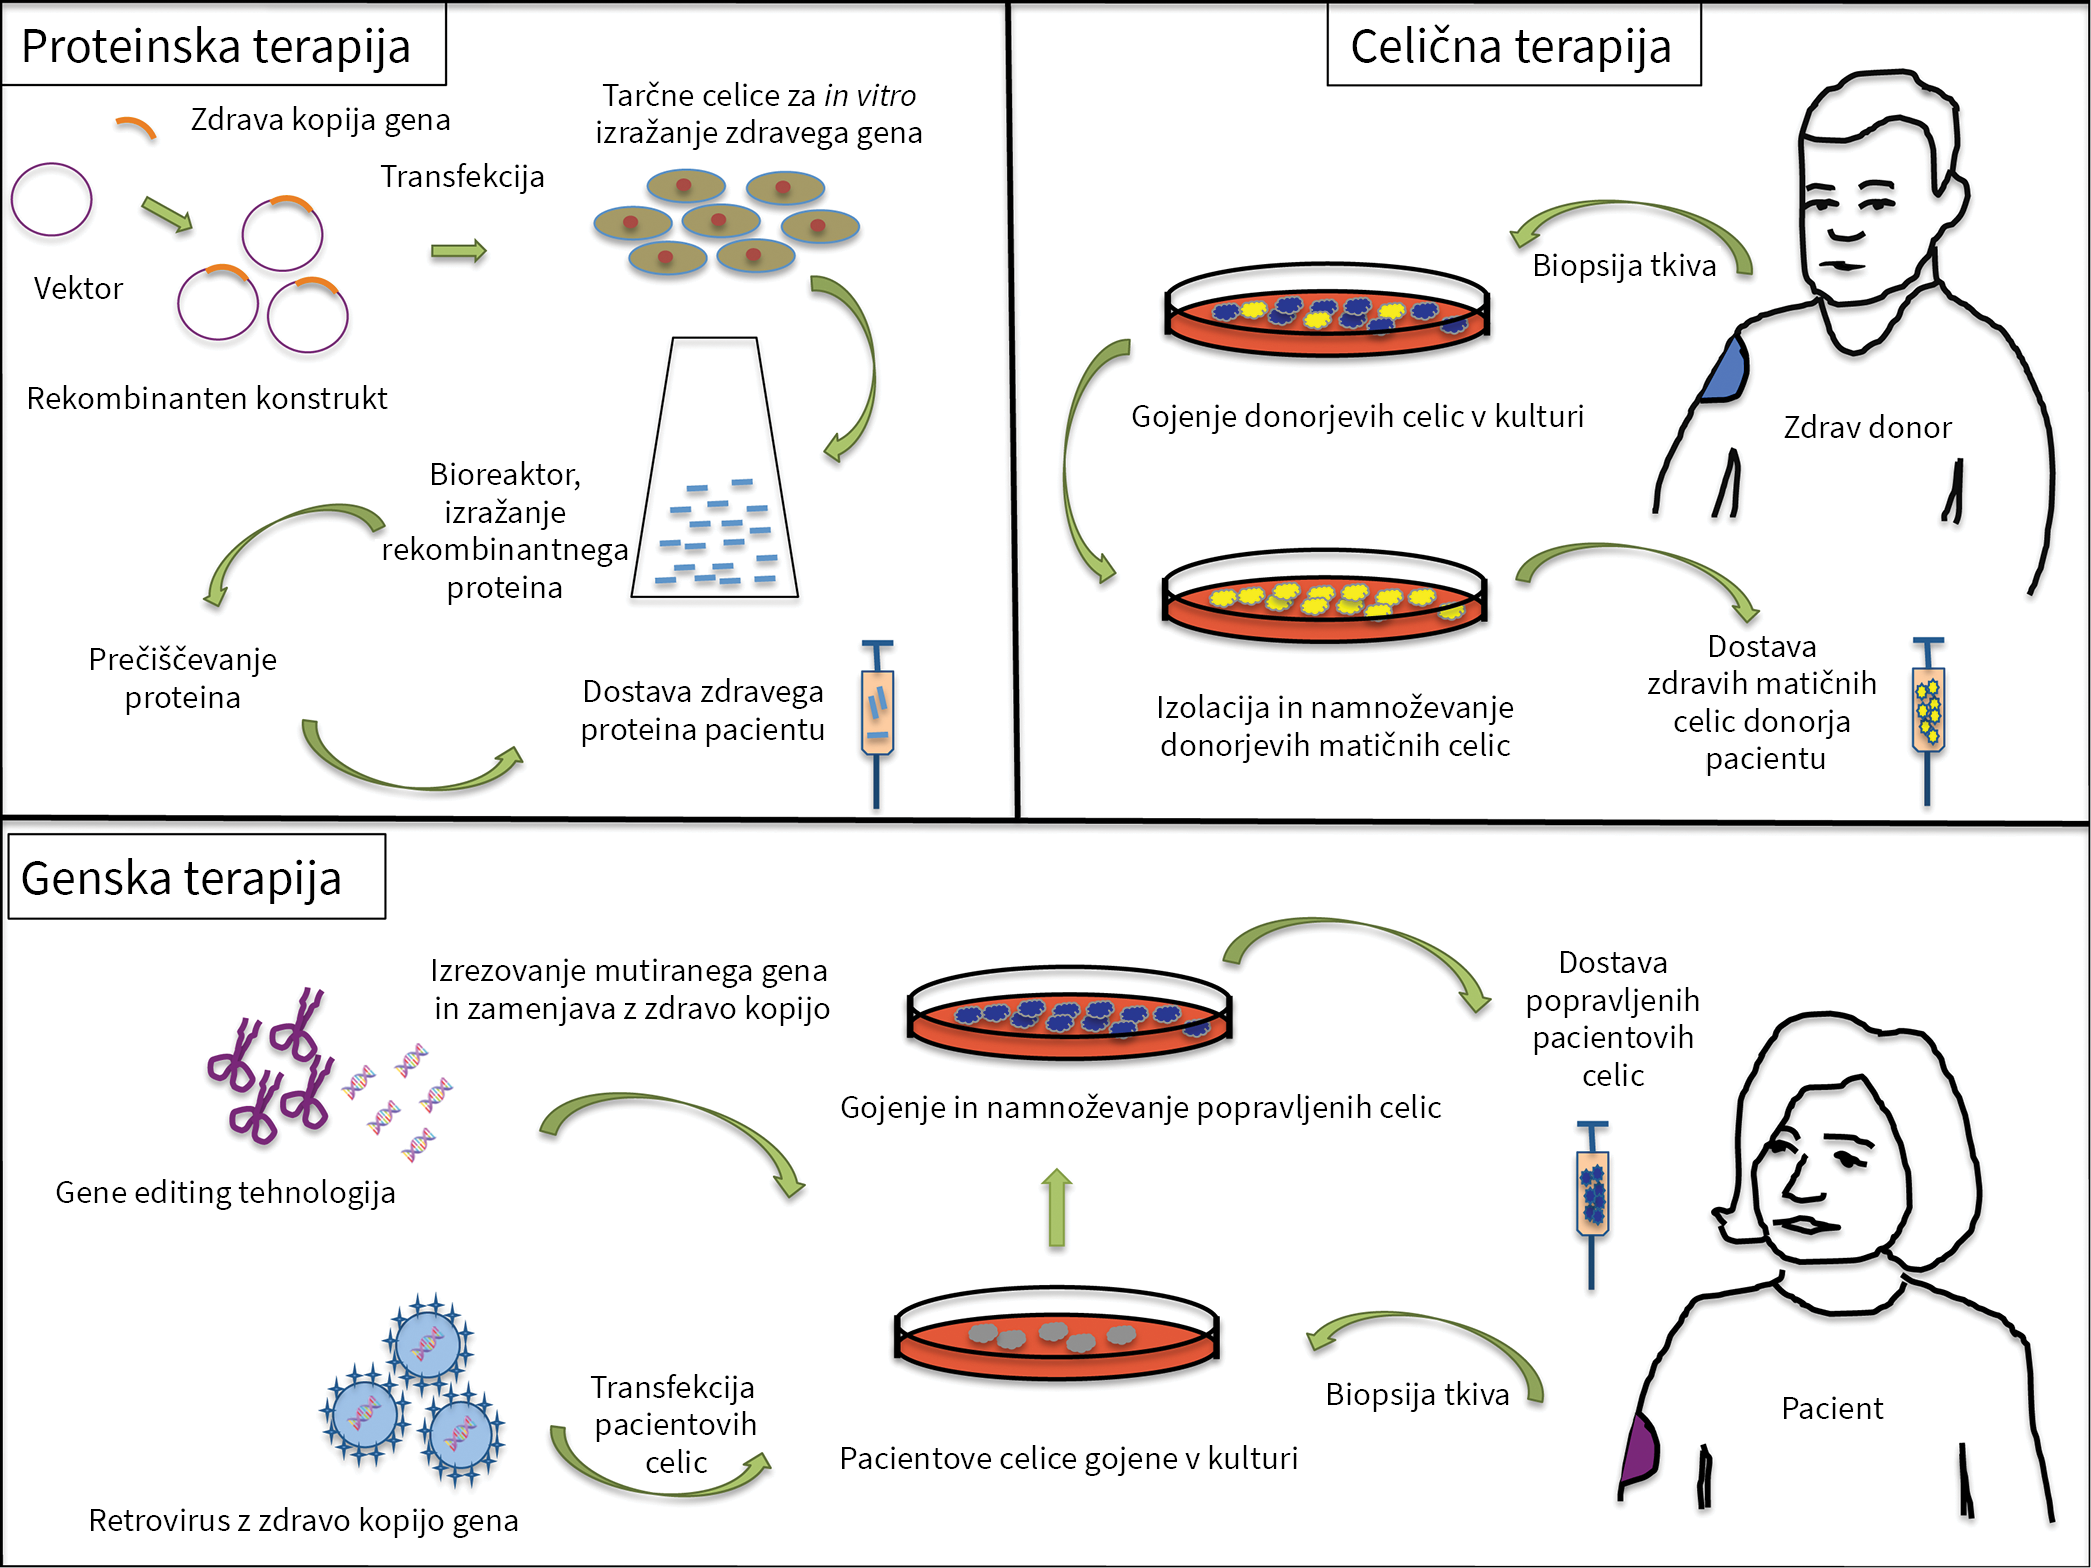 Proteinska terapija
Zdrava kopija gena
Vektor
Rekombinanten konstrukt
Transfekcija
Tarčne celice za in vitro
izražanje zdravega gena
Bioreaktor,
izražanje
rekombinantnega
proteina
Prečiščevanje
proteina
Dostava zdravega
proteina pacientu
Celična terapija
Biopsija tkiva
Zdrav donor
Gojenje donorjevih celic v kulturi
Izolacija in namnoževanje
donorjevih matičnih celic
Dostava
zdravih matičnih
celic donorja
pacientu
Genska terapija
Izrezovanje mutiranega gena
in zamenjava z zdravo kopijo
Gene editing tehnologija
Gojenje in namnoževanje popravljenih celic
Dostava
popravljenih
pacientovih
celic
Retrovirus z zdravo kopijo gena
Transfekcija
pacientovih
celic
Pacientove celice gojene v kulturi
Biopsija tkiva
Pacient